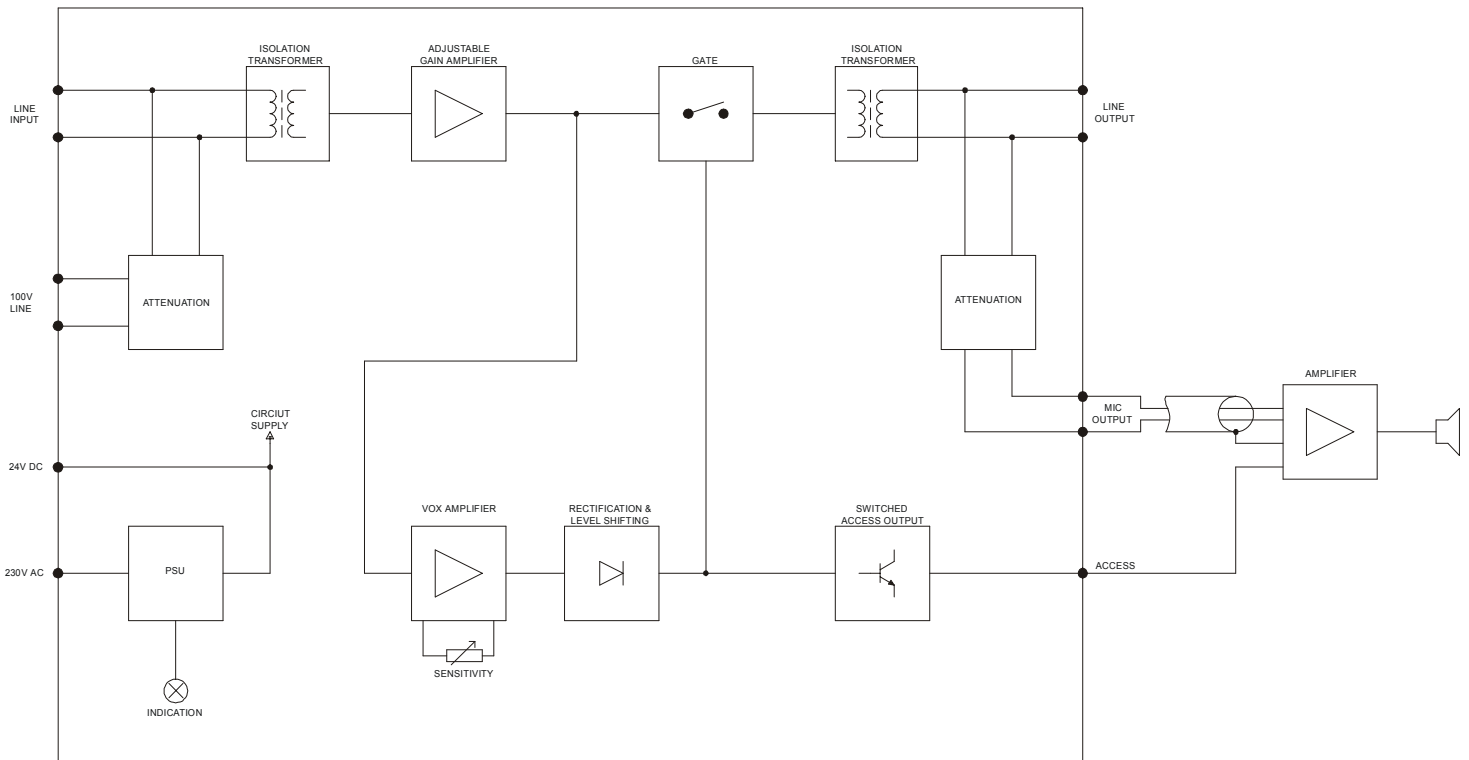 ISOLATION
TRANSFORMER
ADJUSTABLE
GAIN AMPLIFIER
GATE
ISOLATION
TRANSFORMER
LINE
INPUT
LINE
OUTPUT
100V
LINE
ATTENUATION
ATTENUATION
AMPLIFIER
MIC
OUTPUT
CIRCIUT
SUPPLY
24V DC
VOX AMPLIFIER
RECTIFICATION &
LEVEL SHIFTING
SWITCHED
ACCESS OUTPUT
230V AC
PSU
ACCESS
SENSITIVITY
INDICATION